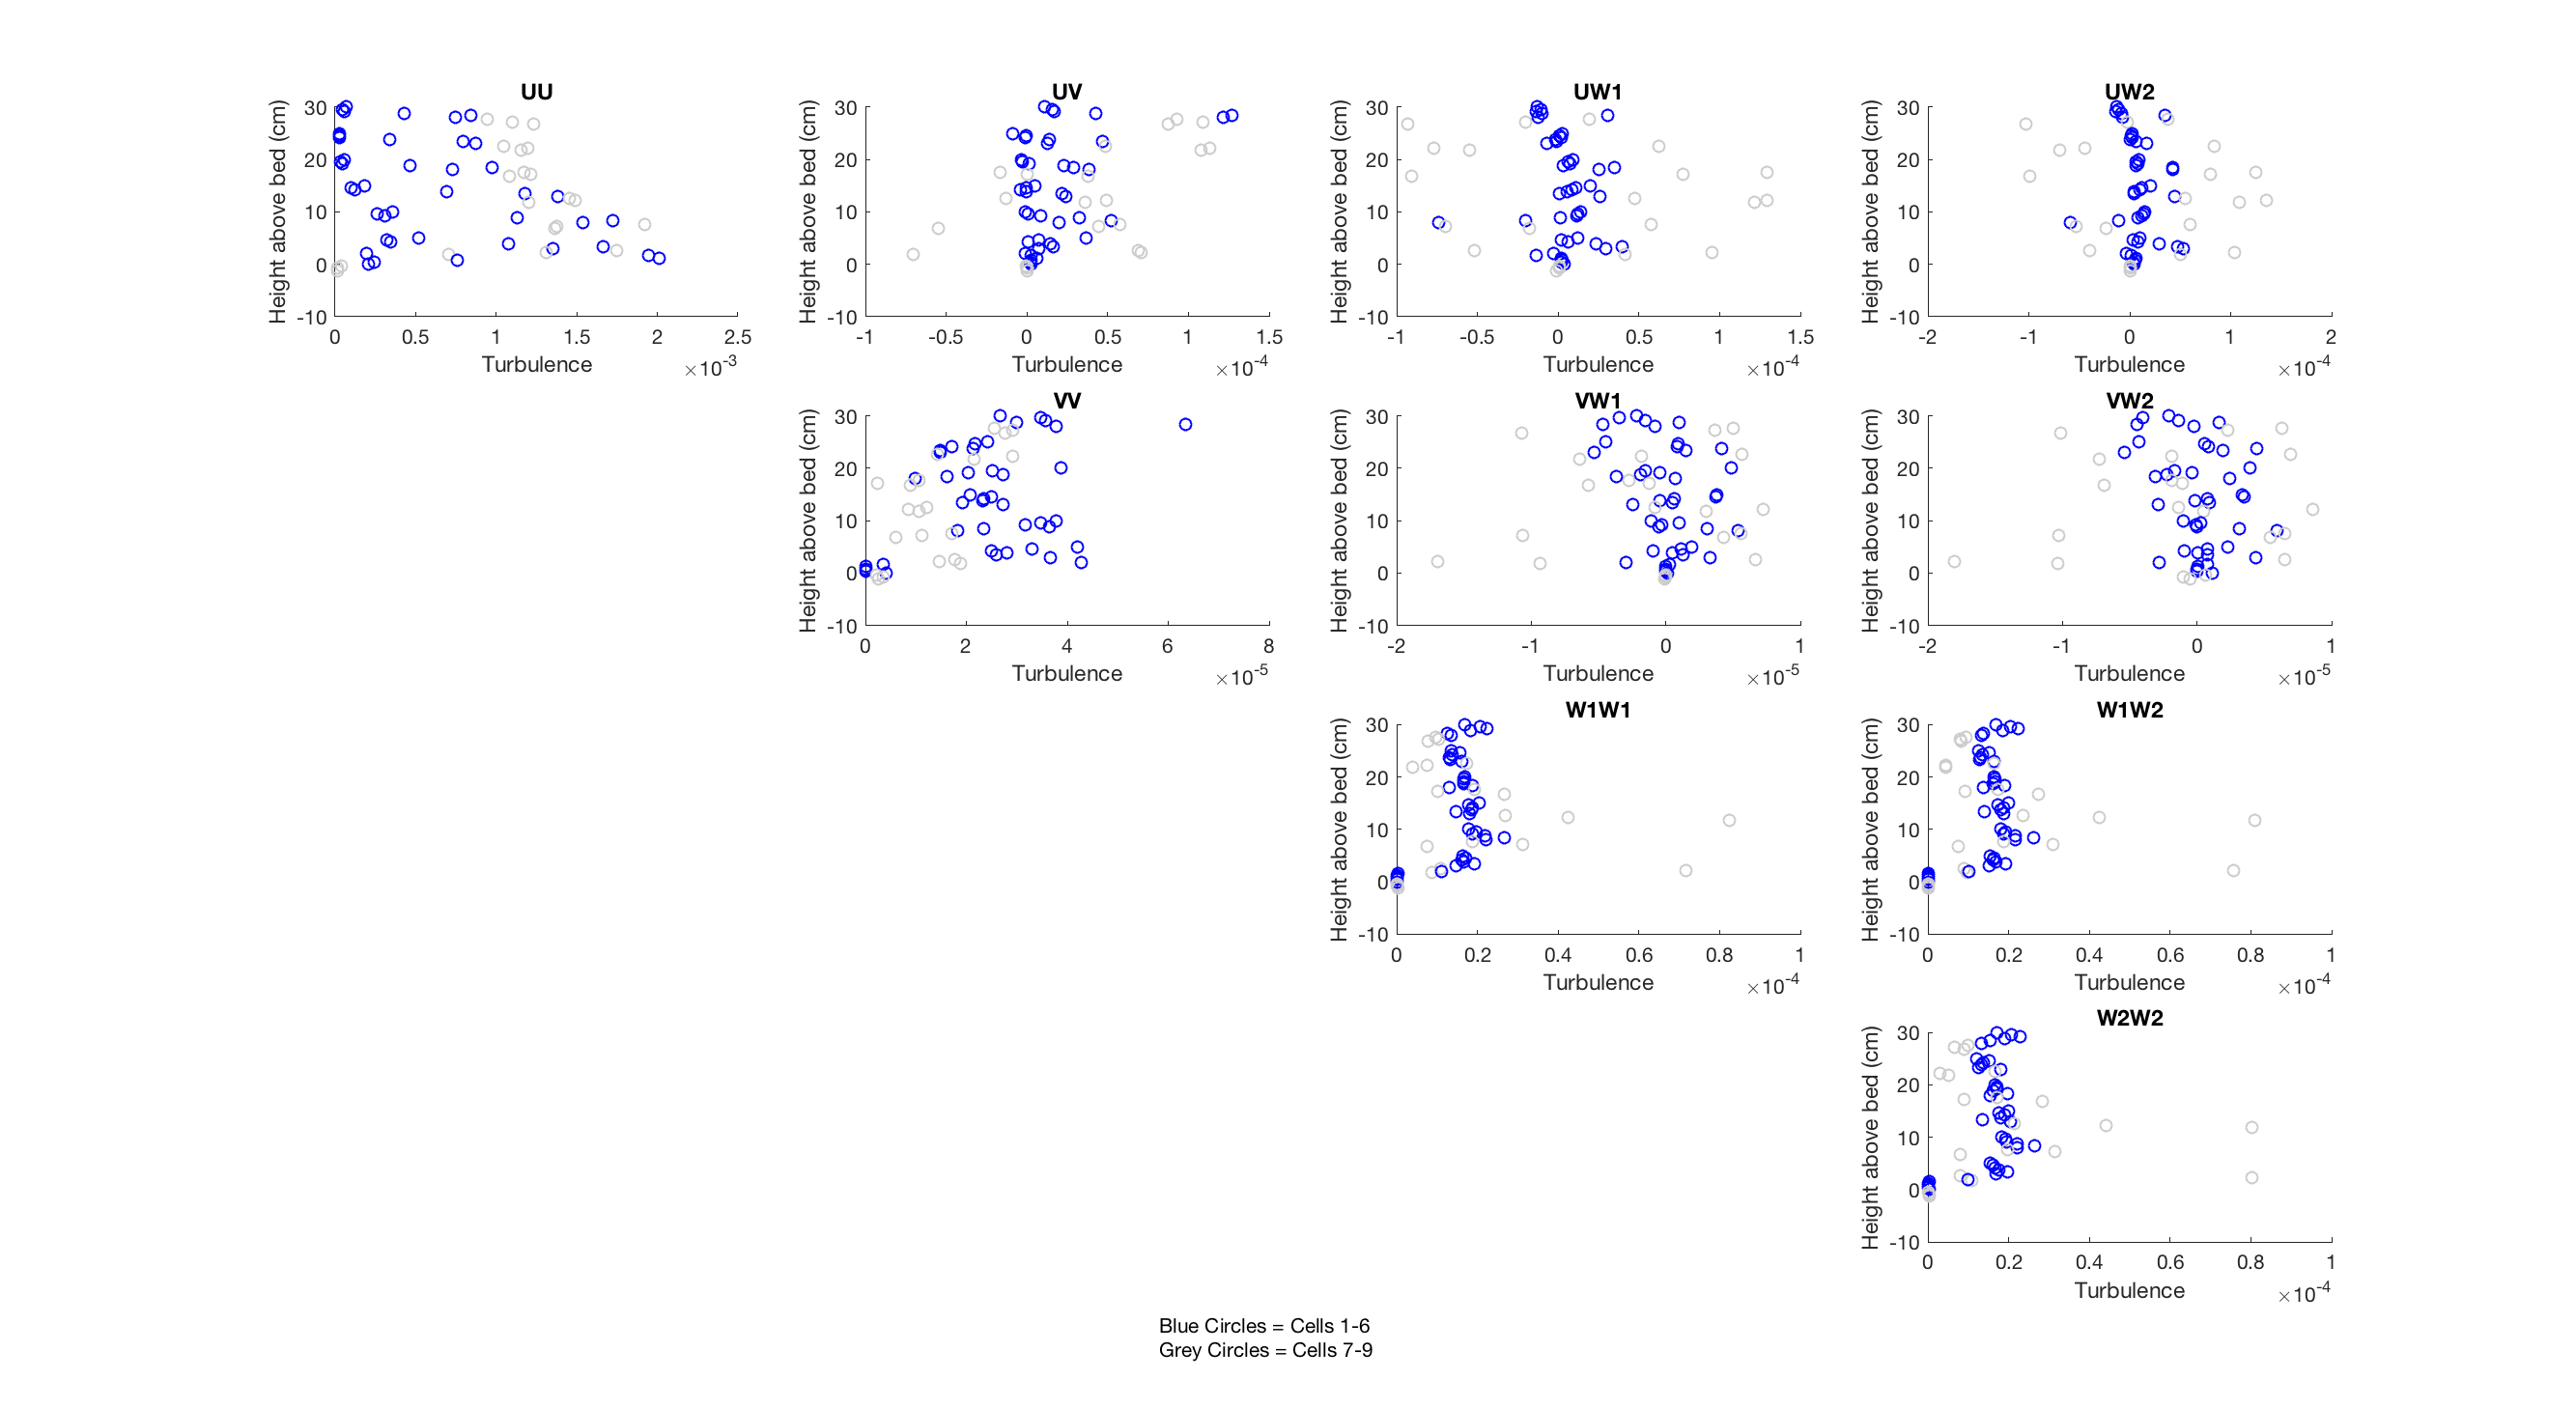 UU
Height above bed (cm)
30
20
10
0
-10
0 0.5 1 1.5 2 2.5
Turbulence ×10-3
UV
Height above bed (cm)
30
20
10
0
-10
-1 -0.5 0 0.5 1 1.5
Turbulence ×10-4
UW1
Height above bed (cm)
30
20
10
0
-10
-1 -0.5 0 0.5 1 1.5
Turbulence ×10-4
UW2
Height above bed (cm)
30
20
10
0
-10
-2 -1 0 1 2
Turbulence ×10-4
VV
Height above bed (cm)
30
20
10
0
-10
0 2 4 6 8
Turbulence ×10-5
VW1
Height above bed (cm)
30
20
10
0
-10
-2 -1 0 1
Turbulence ×10-5
VW2
Height above bed (cm)
30
20
10
0
-10
-2 -1 0 1
Turbulence ×10-5
W1W1
Height above bed (cm)
30
20
10
0
-10
0 0.2 0.4 0.6 0.8 1
Turbulence ×10-4
W1W2
Height above bed (cm)
30
20
10
0
-10
0 0.2 0.4 0.6 0.8 1
Turbulence ×10-4
W2W2
Height above bed (cm)
30
20
10
0
-10
0 0.2 0.4 0.6 0.8 1
Turbulence ×10-4
Blue Circles = Cells 1-6
Grey Circles = Cells 7-9